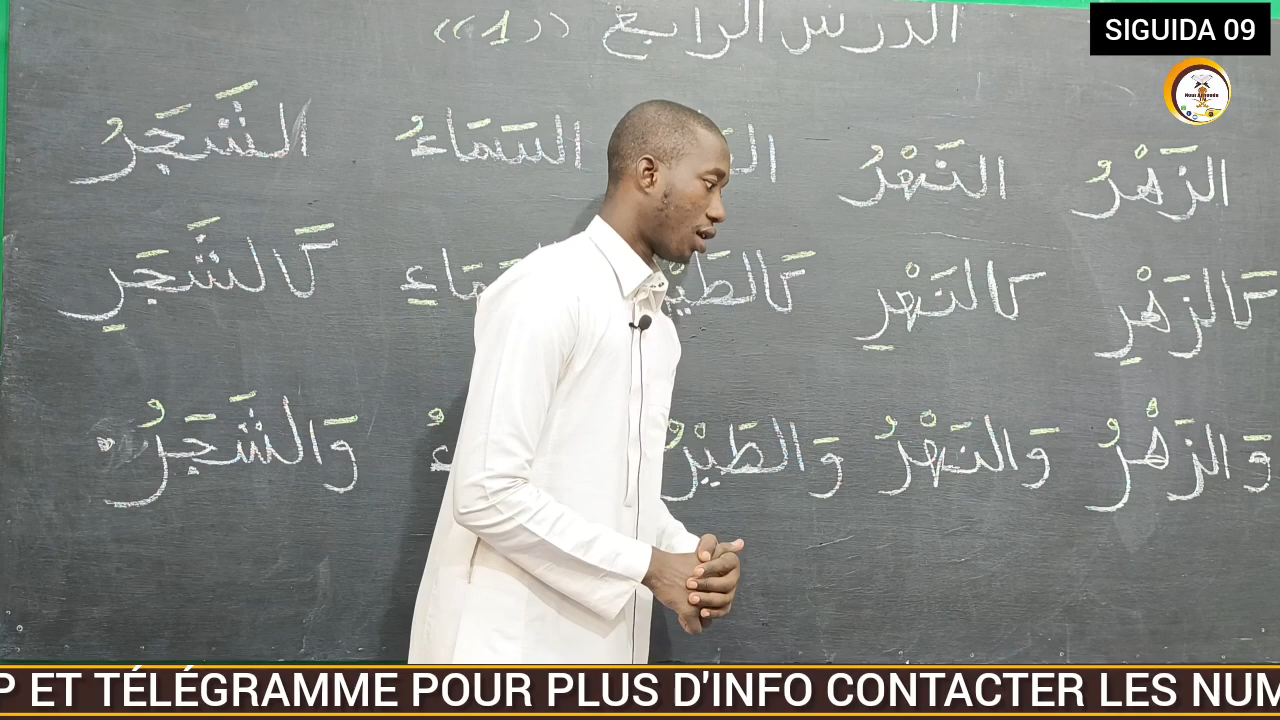 SIGUIDA 09
الدرس الرابع ((1))
الزَّهْرُ النَّهْرُ السَّمَاءُ الشَّجَرُ
كَالزَّهْرِ كَالنَّهْرِ كَالشَّجَرِ
وَالزَّهْرُ وَالنَّهْرُ وَالطَّيْرُ وَالشَّجَرُ
P ET TÉLÉGRAMME POUR PLUS D'INFO CONTACTER LES NUM